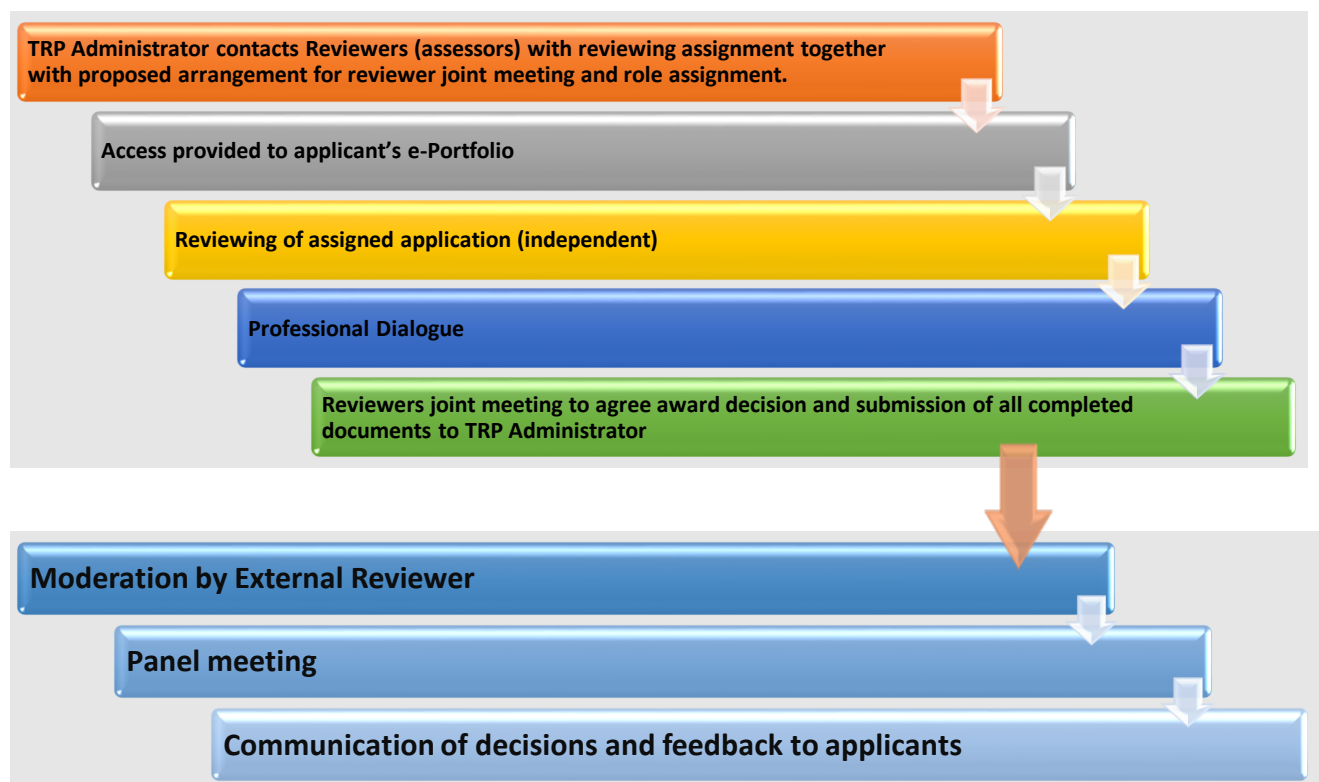 TRP Administrator contacts Reviewers (assessors) with reviewing assignment together
with proposed arrangement for reviewer joint meeting and role assignment.
Access provided to applicant’s e-Portfolio
Reviewing of assigned application (independent)
Professional Dialogue
Reviewers joint meeting to agree award decision and submission of all completed
documents to TRP Administrator
Moderation by External Reviewer
Panel meeting
Communication of decisions and feedback to applicants